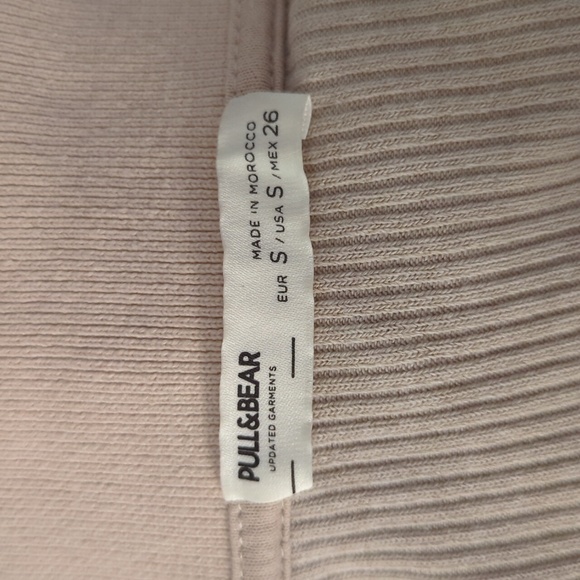 PULL&BEAR
UPDATED GARMENTS
MADE IN MOROCCO
EUR S / USA S / MEX 26